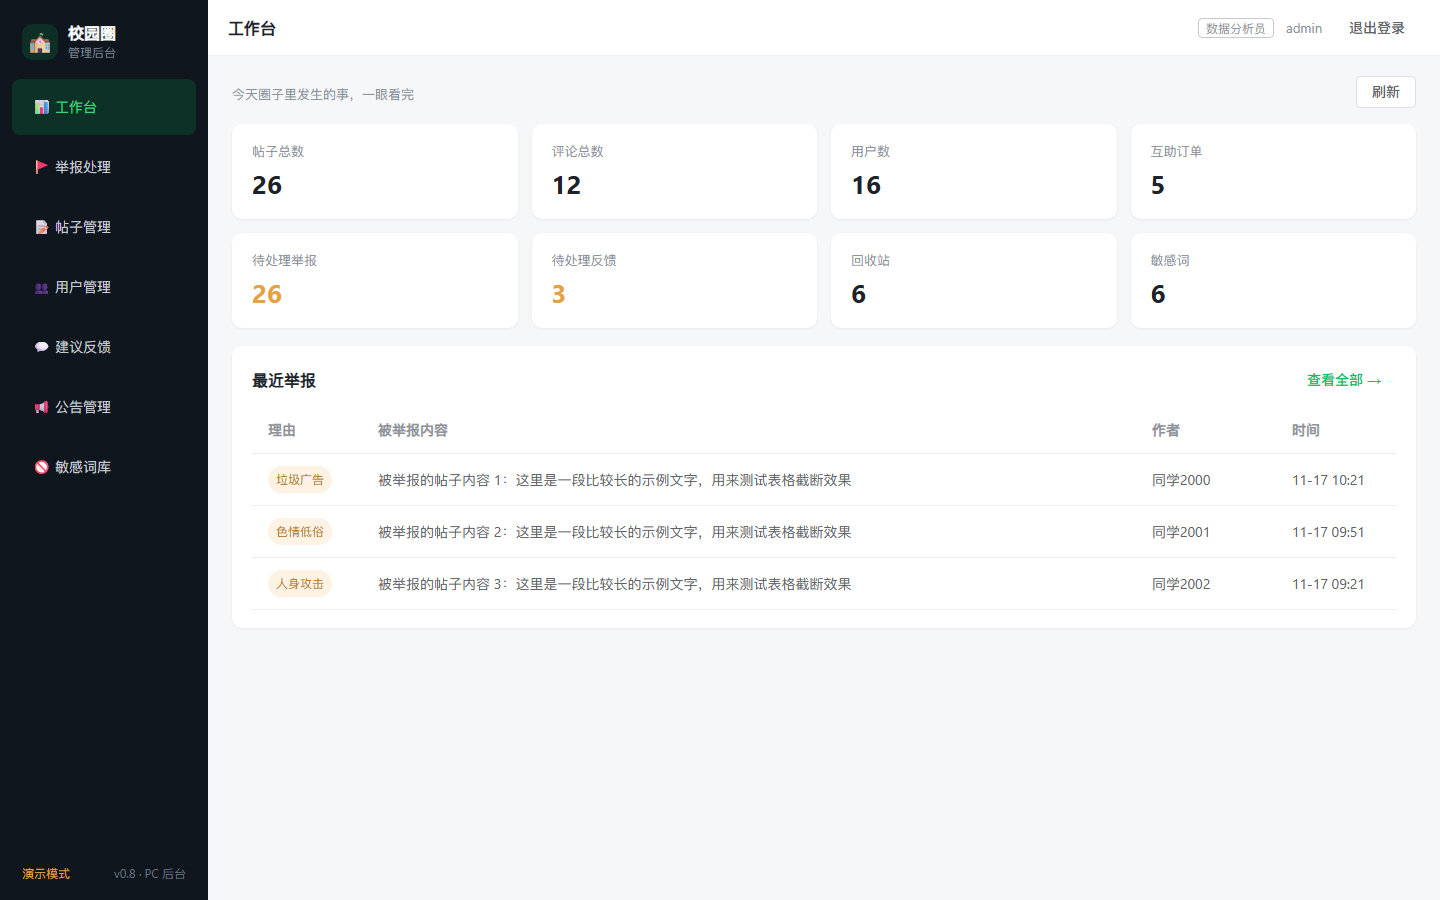 校园圈
管理后台
工作台
举报处理
帖子管理
用户管理
建议反馈
公告管理
敏感词库
演示模式
v0.8 · PC 后台
工作台
数据分析员
admin
退出登录
今天圈子里发生的事，一眼看完
刷新
帖子总数
26
评论总数
12
用户数
16
互助订单
5
待处理举报
26
待处理反馈
3
回收站
6
敏感词
6
最近举报
查看全部 →
理由 被举报内容 作者 时间
垃圾广告 被举报的帖子内容 1：这里是一段比较长的示例文字，用来测试表格截断效果 同学2000 11-17 10:21
色情低俗 被举报的帖子内容 2：这里是一段比较长的示例文字，用来测试表格截断效果 同学2001 11-17 09:51
人身攻击 被举报的帖子内容 3：这里是一段比较长的示例文字，用来测试表格截断效果 同学2002 11-17 09:21